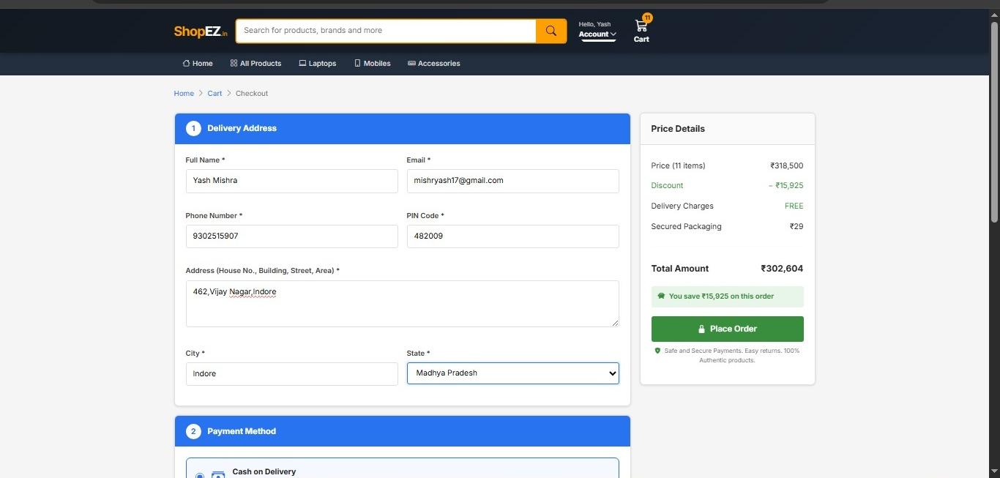 ShopEZ.in
Search for products, brands and more
Hello, Yash
Account
11
Cart
Home
All Products
Laptops
Mobiles
Accessories
Home > Cart > Checkout
1 Delivery Address
Full Name *
Yash Mishra
Email *
mishryash17@gmail.com
Phone Number *
9302515907
PIN Code *
482009
Address (House No., Building, Street, Area) *
462,Vijay Nagar,Indore
City *
Indore
State *
Madhya Pradesh
2 Payment Method
Cash on Delivery
Price Details
Price (11 items) ₹318,500
Discount − ₹15,925
Delivery Charges FREE
Secured Packaging ₹29
Total Amount ₹302,604
You save ₹15,925 on this order
Place Order
Safe and Secure Payments. Easy returns. 100%
Authentic products.